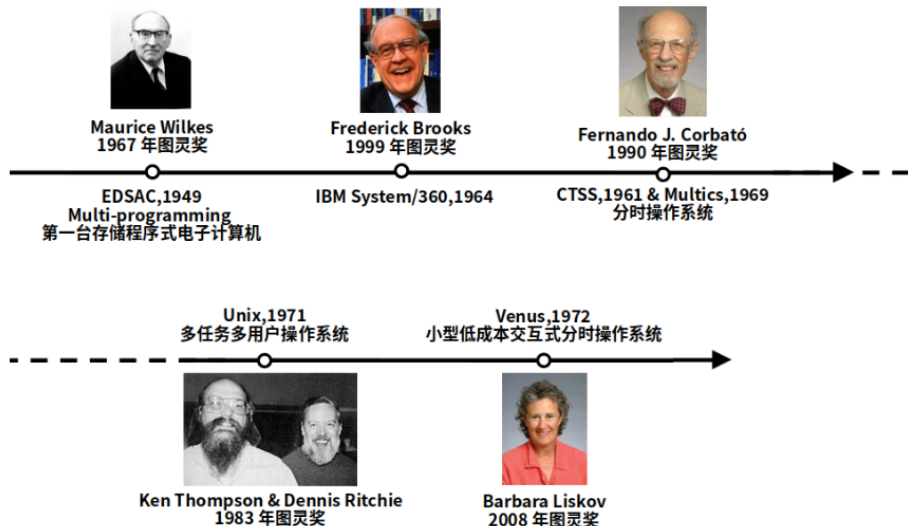 Maurice Wilkes
1967 年图灵奖
Frederick Brooks
1999 年图灵奖
Fernando J. Corbató
1990 年图灵奖
EDSAC,1949
Multi-programming
第一台存储程序式电子计算机
IBM System/360,1964
CTSS,1961 & Multics,1969
分时操作系统
Unix,1971
多任务多用户操作系统
Venus,1972
小型低成本交互式分时操作系统
Ken Thompson & Dennis Ritchie
1983 年图灵奖
Barbara Liskov
2008 年图灵奖